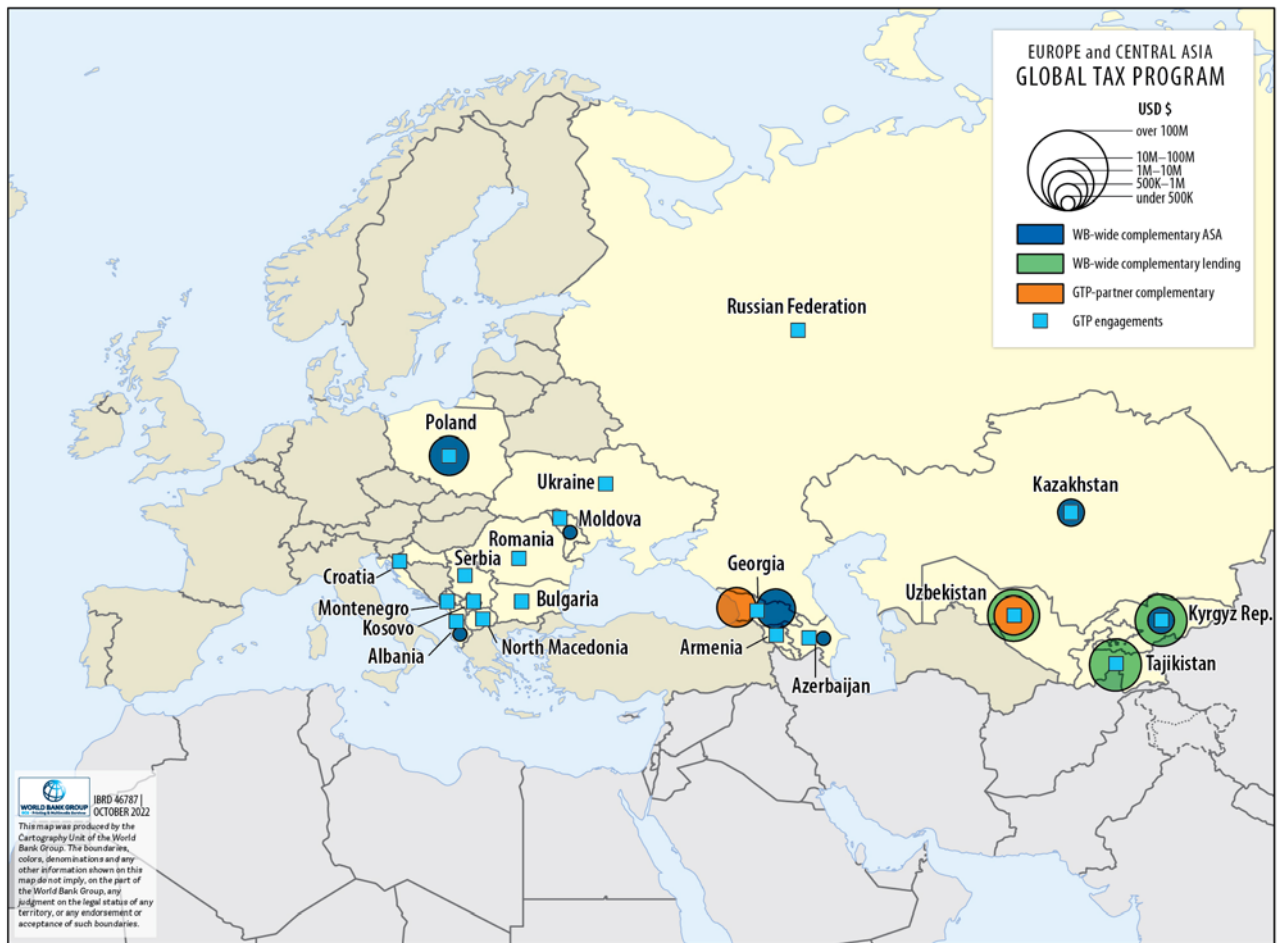 EUROPE and CENTRAL ASIA
GLOBAL TAX PROGRAM
USD $
over 100M
10M–100M
1M–10M
500K–1M
under 500K
WB-wide complementary ASA
WB-wide complementary lending
GTP-partner complementary
GTP engagements
Russian Federation
Poland
Ukraine
Kazakhstan
Moldova
Romania
Serbia
Georgia
Croatia
Uzbekistan
Bulgaria
Montenegro
Kyrgyz Rep.
Kosovo
North Macedonia
Armenia
Albania
Tajikistan
Azerbaijan
WORLD BANK GROUP
Printing & Multimedia Services
IBRD 46787 |
OCTOBER 2022
This map was produced by the
Cartography Unit of the World
Bank Group. The boundaries,
colors, denominations and any
other information shown on this
map do not imply, on the part of
the World Bank Group, any
judgment on the legal status of any
territory, or any endorsement or
acceptance of such boundaries.